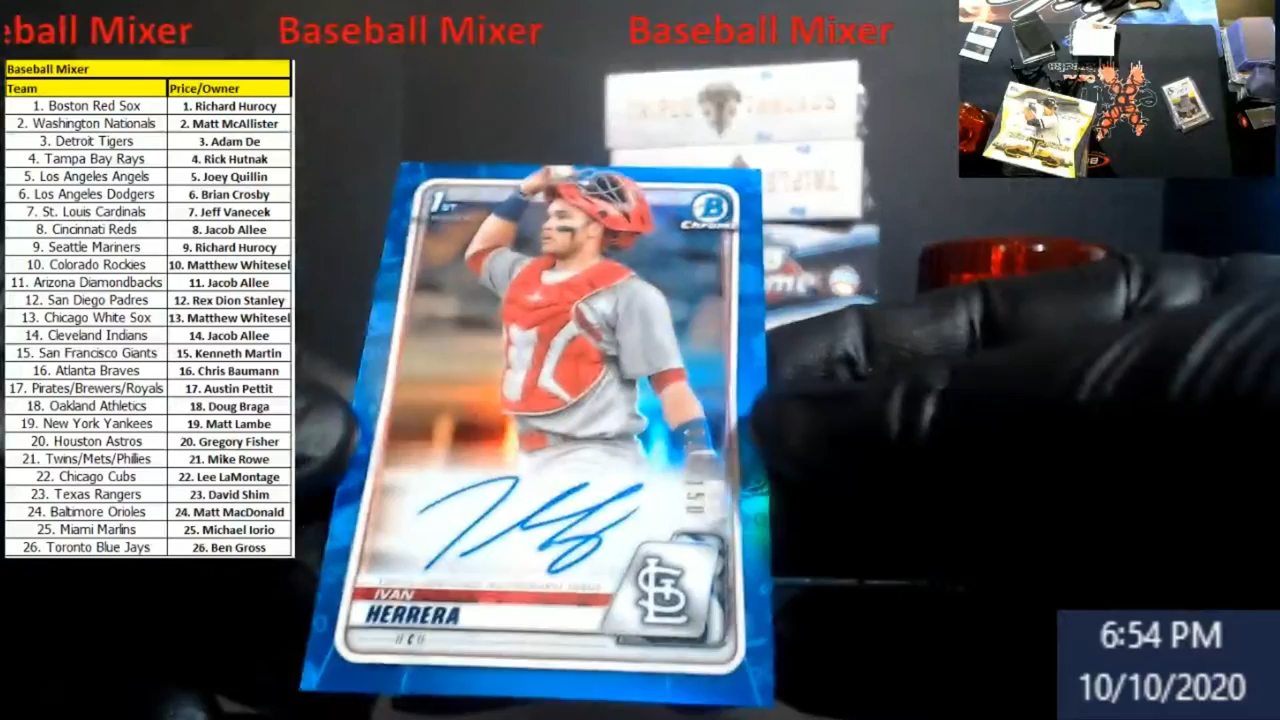 eball Mixer Baseball Mixer Baseball Mixer
Baseball Mixer
Team Price/Owner
1. Boston Red Sox 1. Richard Hurocy
2. Washington Nationals 2. Matt McAllister
3. Detroit Tigers 3. Adam De
4. Tampa Bay Rays 4. Rick Hutnak
5. Los Angeles Angels 5. Joey Quillin
6. Los Angeles Dodgers 6. Brian Crosby
7. St. Louis Cardinals 7. Jeff Vanecek
8. Cincinnati Reds 8. Jacob Allee
9. Seattle Mariners 9. Richard Hurocy
10. Colorado Rockies 10. Matthew Whitesel
11. Arizona Diamondbacks 11. Jacob Allee
12. San Diego Padres 12. Rex Dion Stanley
13. Chicago White Sox 13. Matthew Whitesel
14. Cleveland Indians 14. Jacob Allee
15. San Francisco Giants 15. Kenneth Martin
16. Atlanta Braves 16. Chris Baumann
17. Pirates/Brewers/Royals 17. Austin Pettit
18. Oakland Athletics 18. Doug Braga
19. New York Yankees 19. Matt Lambe
20. Houston Astros 20. Gregory Fisher
21. Twins/Mets/Phillies 21. Mike Rowe
22. Chicago Cubs 22. Lee LaMontage
23. Texas Rangers 23. David Shim
24. Baltimore Orioles 24. Matt MacDonald
25. Miami Marlins 25. Michael Iorio
26. Toronto Blue Jays 26. Ben Gross
1ST
B
Chrome
IVAN
HERRERA
STL
6:54 PM
10/10/2020